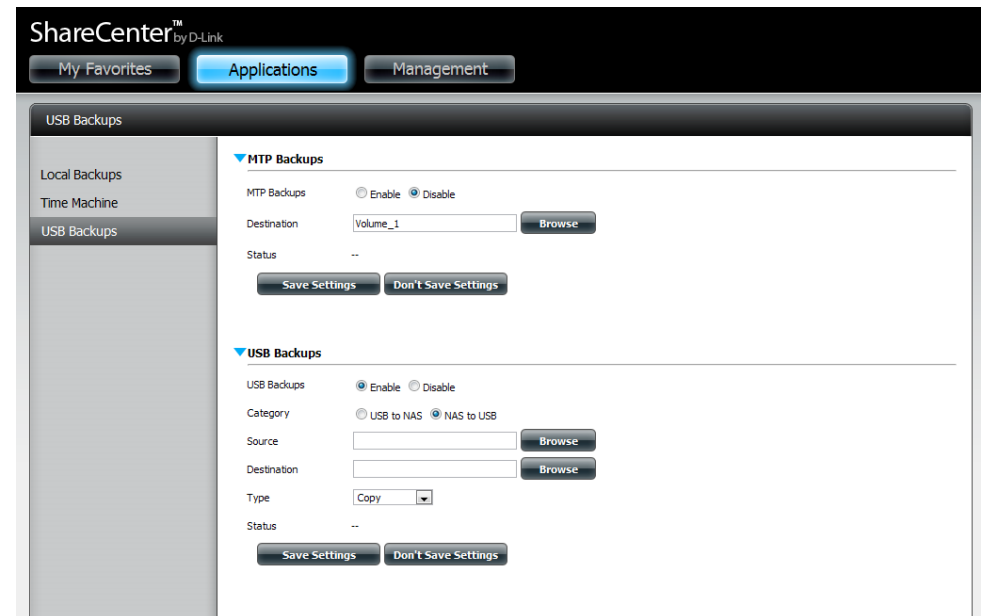 ShareCenter™ by D-Link
My Favorites Applications Management
USB Backups
Local Backups
Time Machine
USB Backups
MTP Backups
MTP Backups Enable Disable
Destination Volume_1 Browse
Status --
Save Settings Don't Save Settings
USB Backups
USB Backups Enable Disable
Category USB to NAS NAS to USB
Source Browse
Destination Browse
Type Copy
Status --
Save Settings Don't Save Settings